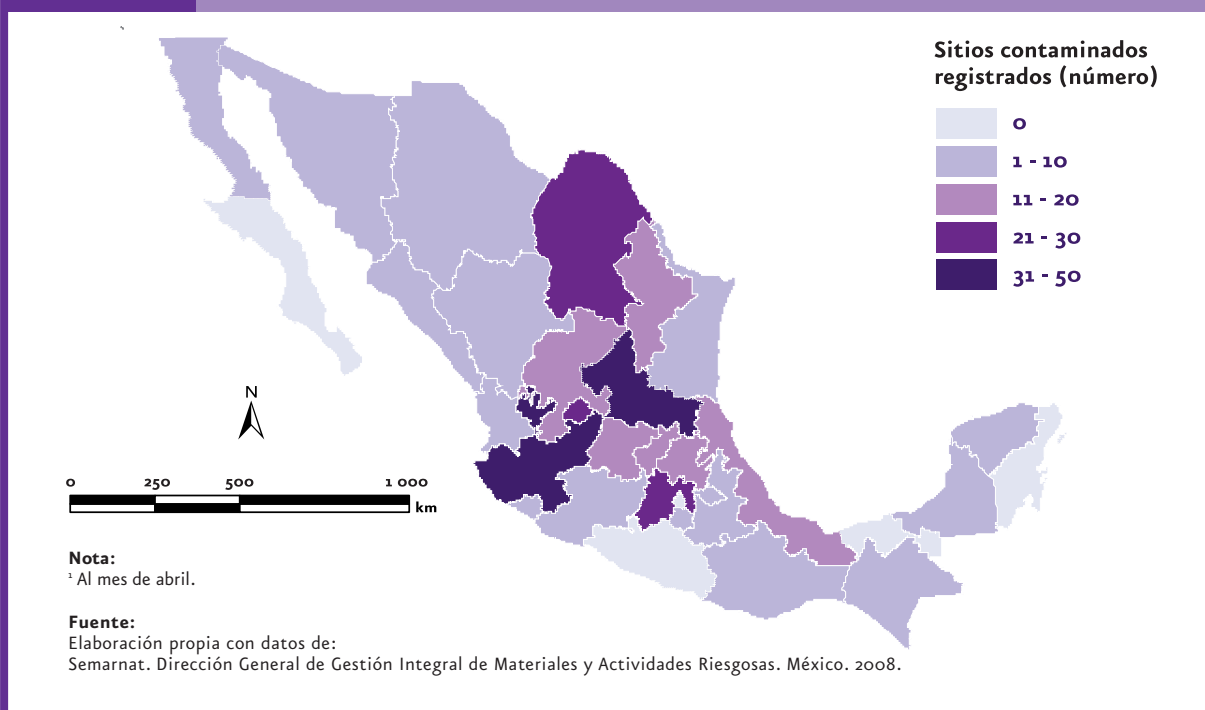 Sitios contaminados
registrados (número)
0
1 - 10
11 - 20
21 - 30
31 - 50
N
0 250 500 1 000
km
Nota:
¹ Al mes de abril.
Fuente:
Elaboración propia con datos de:
Semarnat. Dirección General de Gestión Integral de Materiales y Actividades Riesgosas. México. 2008.